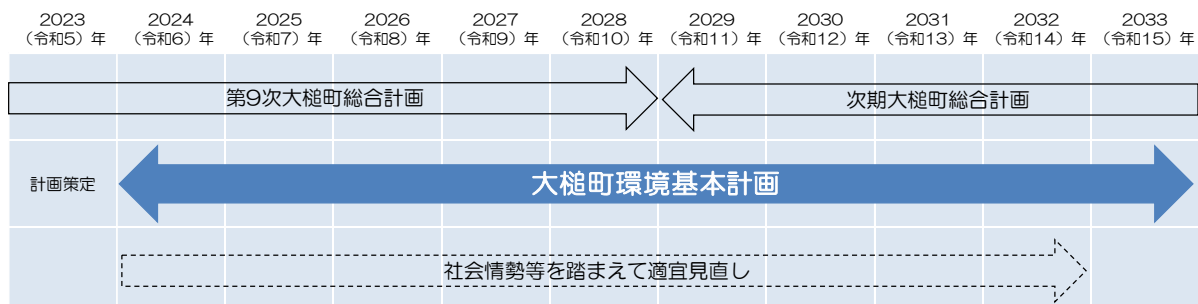 2023 2024 2025 2026 2027 2028 2029 2030 2031 2032 2033
（令和5）年 （令和6）年 （令和7）年 （令和8）年 （令和9）年 （令和10）年 （令和11）年 （令和12）年 （令和13）年 （令和14）年 （令和15）年
第9次大槌町総合計画 次期大槌町総合計画
計画策定 大槌町環境基本計画
社会情勢等を踏まえて適宜見直し